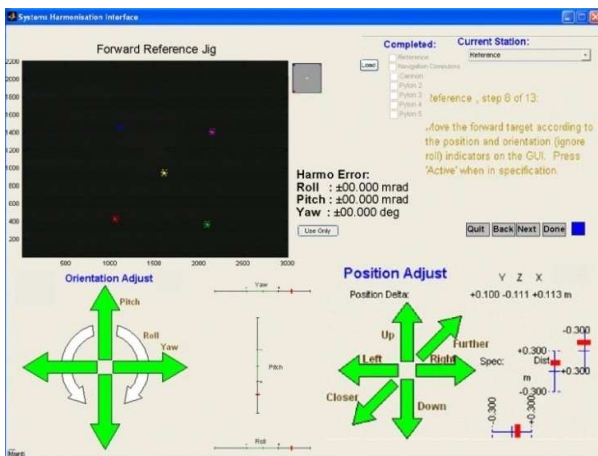 Systems Harmonisation Interface
Forward Reference Jig
Completed:
Current Station:
Reference
Load
Reference
Navigation Corrections
Cannon
Pylon 2
Pylon 3
Pylon 4
Pylon 5
Reference , step 8 of 13:
Move the forward target according to
the position and orientation (ignore
roll) indicators on the GUI. Press
'Active' when in specification.
2200
2000
1800
1600
1400
1200
1000
800
600
400
200
500 1000 1500 2000 2500 3000
Harmo Error:
Roll : ±00.000 mrad
Pitch : ±00.000 mrad
Yaw : ±00.000 deg
Use Only
Quit Back Next Done
Orientation Adjust
Pitch
Roll
Yaw
Yaw
Pitch
Roll
Position Adjust
Position Delta:
Y Z X
+0.100 -0.111 +0.113 m
Up
Further
Left
Right
Closer
Down
Spec:
+0.300
Dist
m
-0.300
-0.300
+0.300
-0.300
+0.300